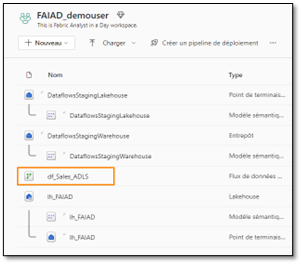 FAIAD_demouser
This is Fabric Analyst in a Day workspace.
+ Nouveau Charger Créer un pipeline de déploiement ...
Nom Type
DataflowsStagingLakehouse Point de terminais...
DataflowsStagingLakehouse Modèle sémantiq...
DataflowsStagingWarehouse Entrepôt
DataflowsStagingWarehouse Modèle sémantiq...
df_Sales_ADLS Flux de données ...
lh_FAIAD Lakehouse
lh_FAIAD Modèle sémantiq...
lh_FAIAD Point de terminais...